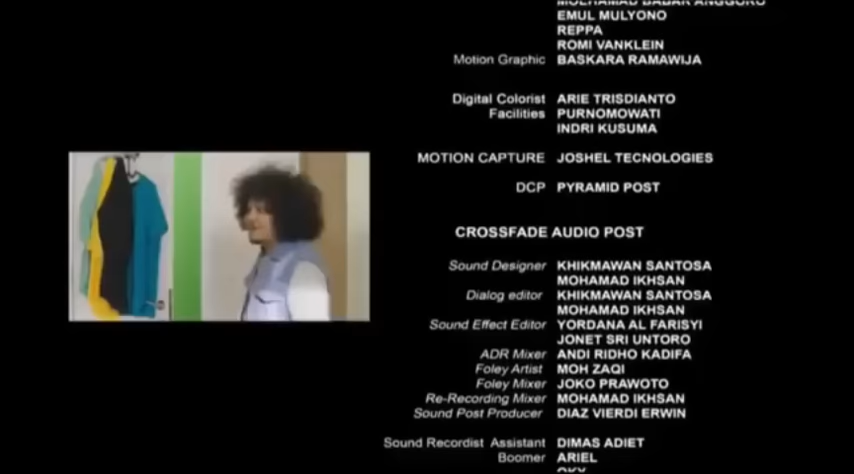 EMUL MULYONO
REPPA
ROMI VANKLEIN
Motion Graphic BASKARA RAMAWIJA
Digital Colorist ARIE TRISDIANTO
Facilities PURNOMOWATI
INDRI KUSUMA
MOTION CAPTURE JOSHEL TECNOLOGIES
DCP PYRAMID POST
CROSSFADE AUDIO POST
Sound Designer KHIKMAWAN SANTOSA
MOHAMAD IKHSAN
Dialog editor KHIKMAWAN SANTOSA
MOHAMAD IKHSAN
Sound Effect Editor YORDANA AL FARISYI
JONET SRI UNTORO
ADR Mixer ANDI RIDHO KADIFA
Foley Artist MOH ZAQI
Foley Mixer JOKO PRAWOTO
Re-Recording Mixer MOHAMAD IKHSAN
Sound Post Producer DIAZ VIERDI ERWIN
Sound Recordist Assistant DIMAS ADIET
Boomer ARIEL